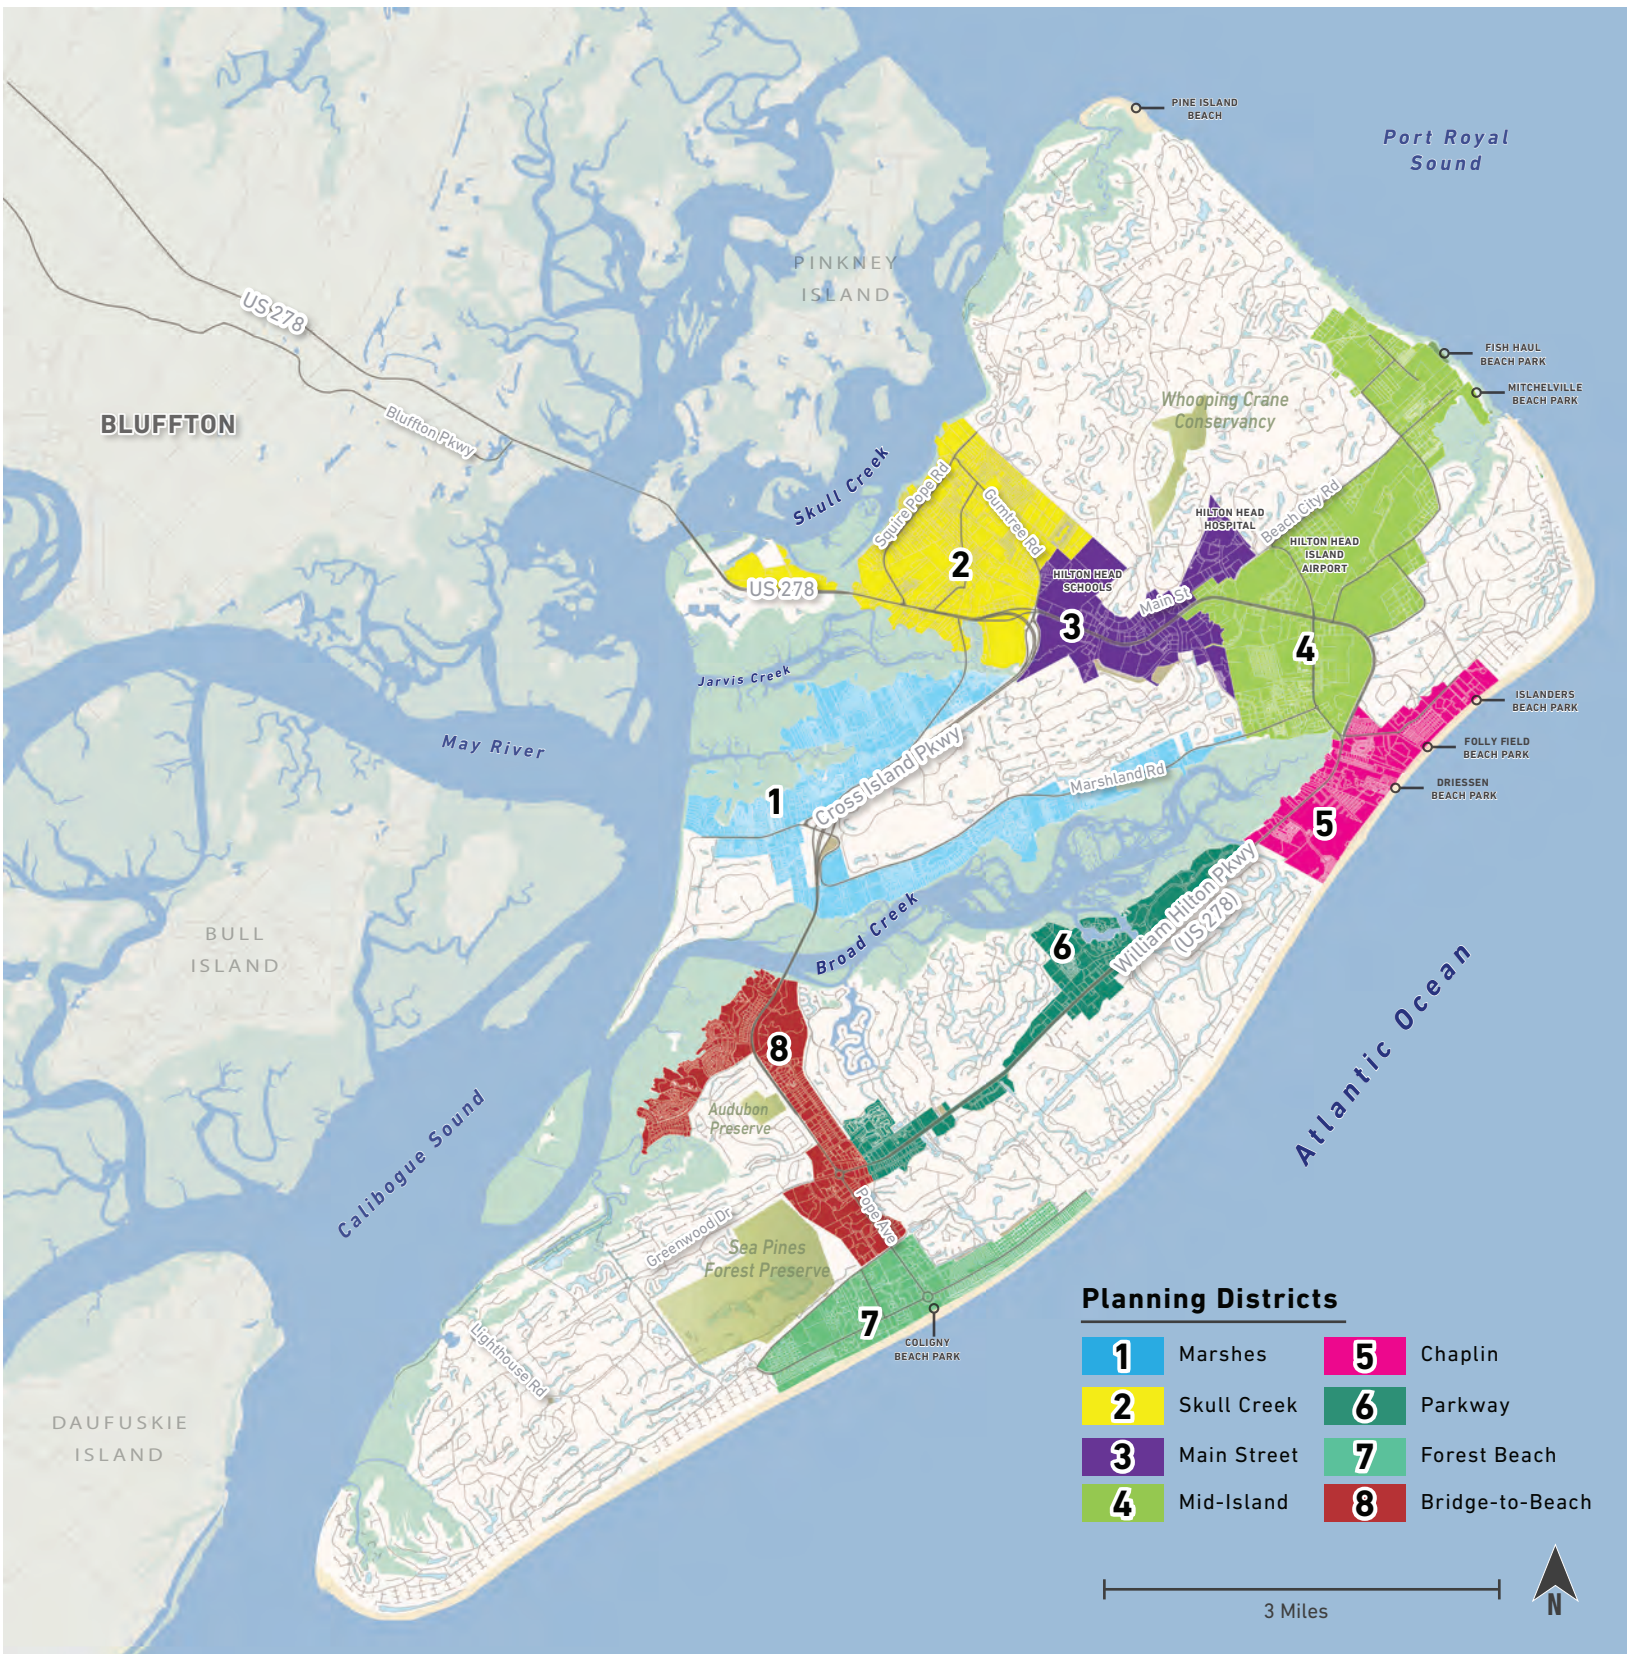 PINE ISLAND
BEACH
Port Royal
Sound
PINKNEY
ISLAND
US 278
FISH HAUL
BEACH PARK
MITCHELVILLE
BEACH PARK
Whooping Crane
Conservancy
BLUFFTON
Bluffton Pkwy
Skull Creek
Squire Pope Rd
Gumtree Rd
HILTON HEAD
HOSPITAL
Beach City Rd
HILTON HEAD
ISLAND
AIRPORT
2
HILTON HEAD
SCHOOLS
US 278
Main St
3
4
Jarvis Creek
ISLANDERS
BEACH PARK
May River
FOLLY FIELD
BEACH PARK
Cross Island Pkwy
Marshland Rd
DRIESSEN
BEACH PARK
1
5
William Hilton Pkwy
(US 278)
Broad Creek
6
BULL
ISLAND
Atlantic Ocean
8
Audubon
Preserve
Calibogue Sound
Pope Ave
Greenwood Dr
Sea Pines
Forest Preserve
7
COLIGNY
BEACH PARK
Lighthouse Rd
DAUFUSKIE
ISLAND
Planning Districts
1 Marshes
2 Skull Creek
3 Main Street
4 Mid-Island
5 Chaplin
6 Parkway
7 Forest Beach
8 Bridge-to-Beach
3 Miles
N